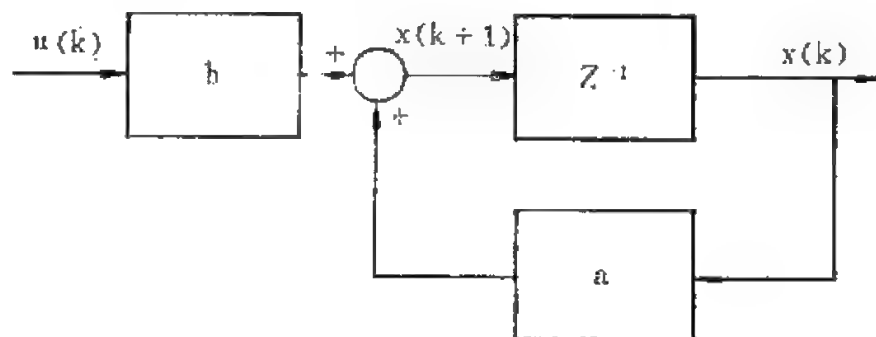 u(k)
b
+
x(k+1)
+
Z⁻¹
x(k)
a